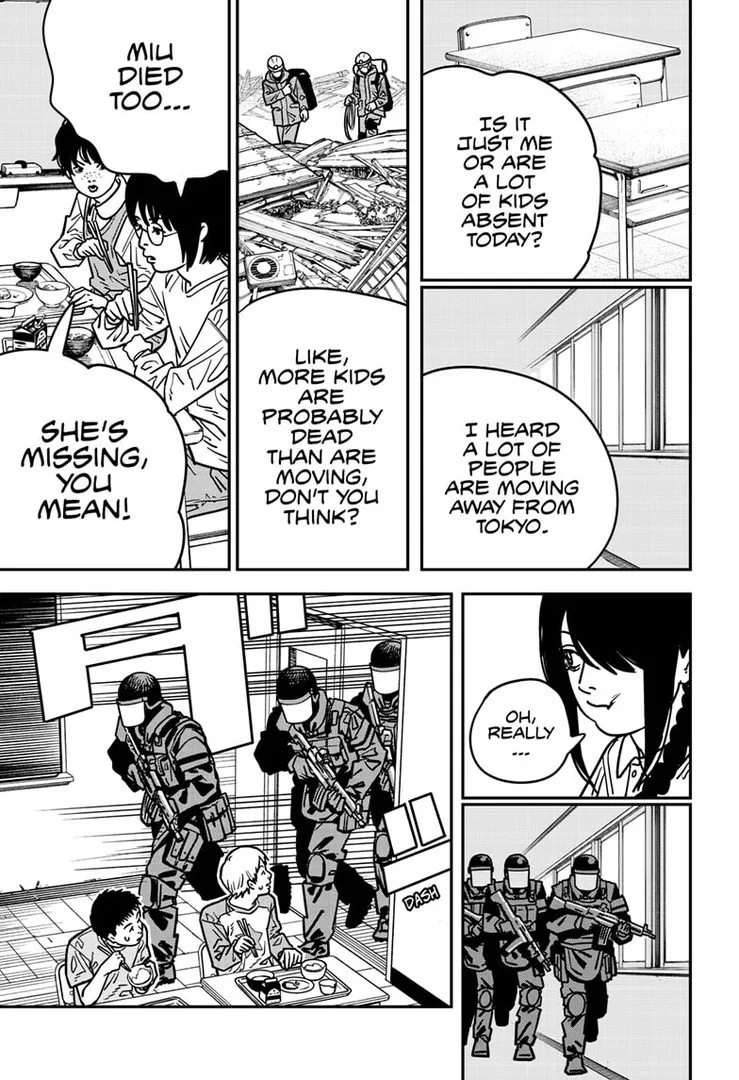 IS IT
JUST ME
OR ARE
A LOT
OF KIDS
ABSENT
TODAY?
I HEARD
A LOT OF
PEOPLE
ARE MOVING
AWAY FROM
TOKYO.
LIKE,
MORE KIDS
ARE
PROBABLY
DEAD
THAN ARE
MOVING,
DON'T YOU
THINK?
MIU
DIED
TOO...
SHE'S
MISSING,
YOU
MEAN!
OH,
REALLY
...
DASH